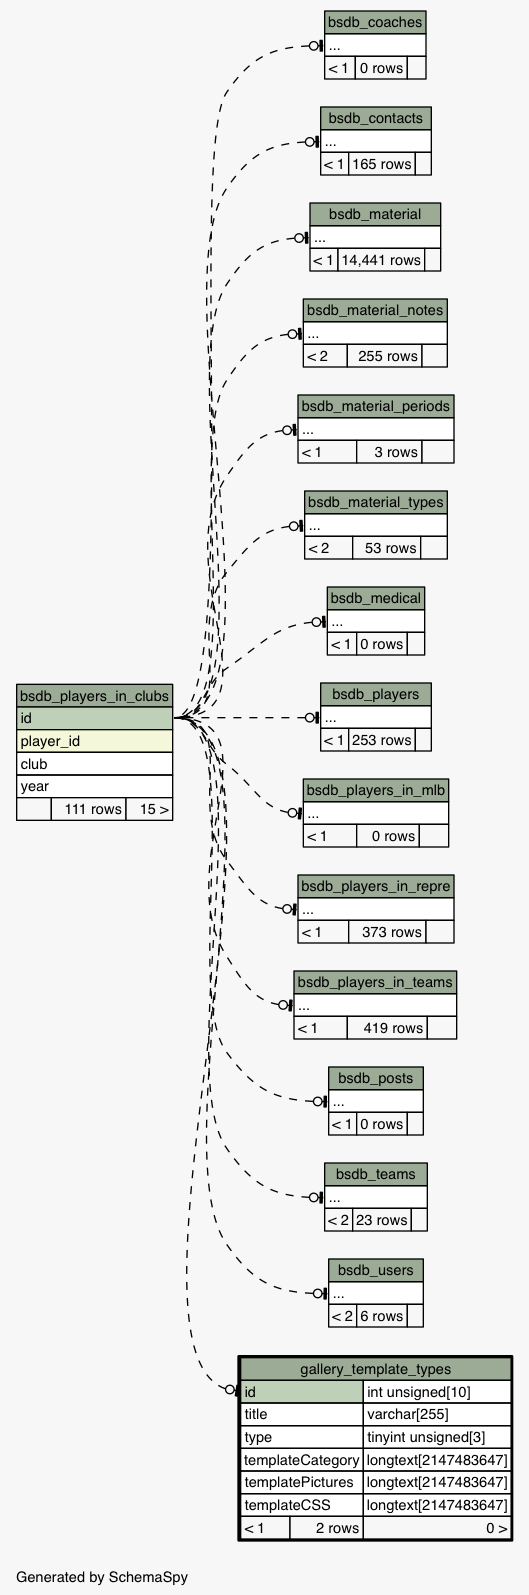 bsdb_coaches
...
< 1 0 rows
bsdb_contacts
...
< 1 165 rows
bsdb_material
...
< 1 14,441 rows
bsdb_material_notes
...
< 2 255 rows
bsdb_material_periods
...
< 1 3 rows
bsdb_material_types
...
< 2 53 rows
bsdb_medical
...
< 1 0 rows
bsdb_players_in_clubs
id
player_id
club
year
111 rows 15 >
bsdb_players
...
< 1 253 rows
bsdb_players_in_mlb
...
< 1 0 rows
bsdb_players_in_repre
...
< 1 373 rows
bsdb_players_in_teams
...
< 1 419 rows
bsdb_posts
...
< 1 0 rows
bsdb_teams
...
< 2 23 rows
bsdb_users
...
< 2 6 rows
gallery_template_types
id int unsigned[10]
title varchar[255]
type tinyint unsigned[3]
templateCategory longtext[2147483647]
templatePictures longtext[2147483647]
templateCSS longtext[2147483647]
< 1 2 rows 0 >
Generated by SchemaSpy